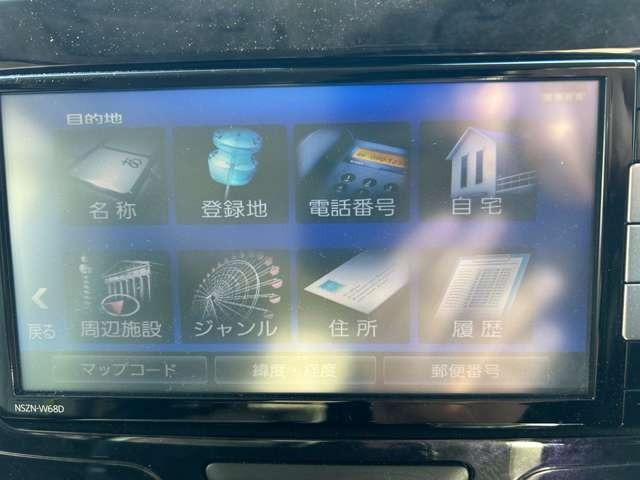 目的地
名称
登録地
電話番号
自宅
戻る
周辺施設
ジャンル
住所
履歴
マップコード
緯度・経度
郵便番号
NSZN-W68D